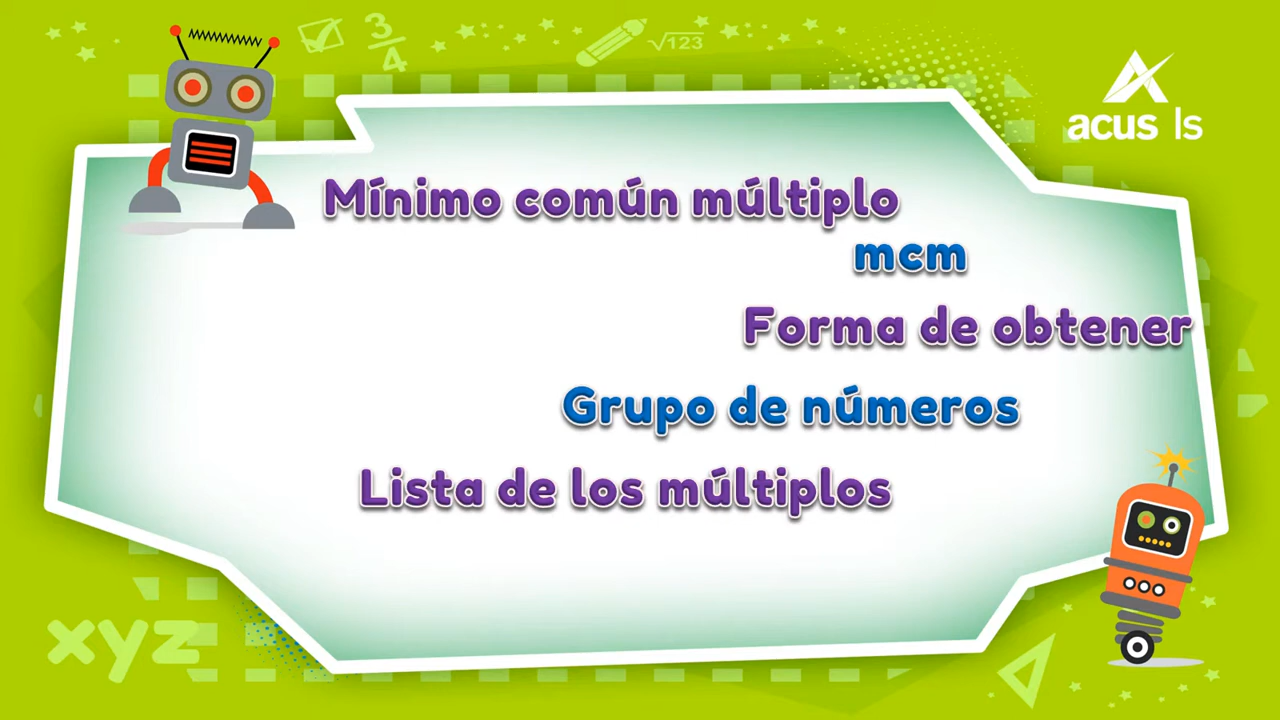 3
4
√123
acus ls
Mínimo común múltiplo
mcm
Forma de obtener
Grupo de números
Lista de los múltiplos
xyz